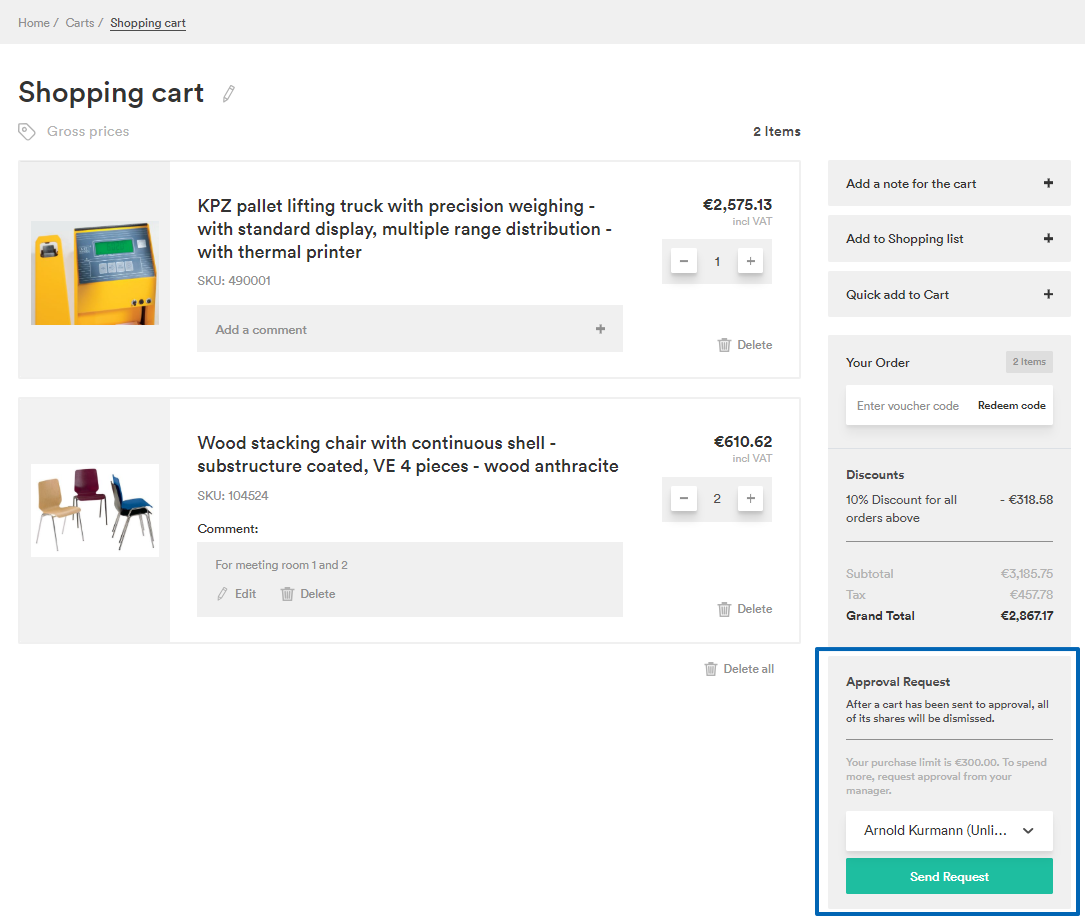 Home / Carts / Shopping cart
Shopping cart
Gross prices
2 Items
KPZ pallet lifting truck with precision weighing -
with standard display, multiple range distribution -
with thermal printer
SKU: 490001
Add a comment +
€2,575.13
incl VAT
− 1 +
Delete
Wood stacking chair with continuous shell -
substructure coated, VE 4 pieces - wood anthracite
SKU: 104524
Comment:
For meeting room 1 and 2
Edit Delete
€610.62
incl VAT
− 2 +
Delete
Delete all
Add a note for the cart +
Add to Shopping list +
Quick add to Cart +
Your Order 2 Items
Enter voucher code Redeem code
Discounts
10% Discount for all - €318.58
orders above
Subtotal €3,185.75
Tax €457.78
Grand Total €2,867.17
Approval Request
After a cart has been sent to approval, all
of its shares will be dismissed.
Your purchase limit is €300.00. To spend
more, request approval from your
manager.
Arnold Kurmann (Unli...
Send Request